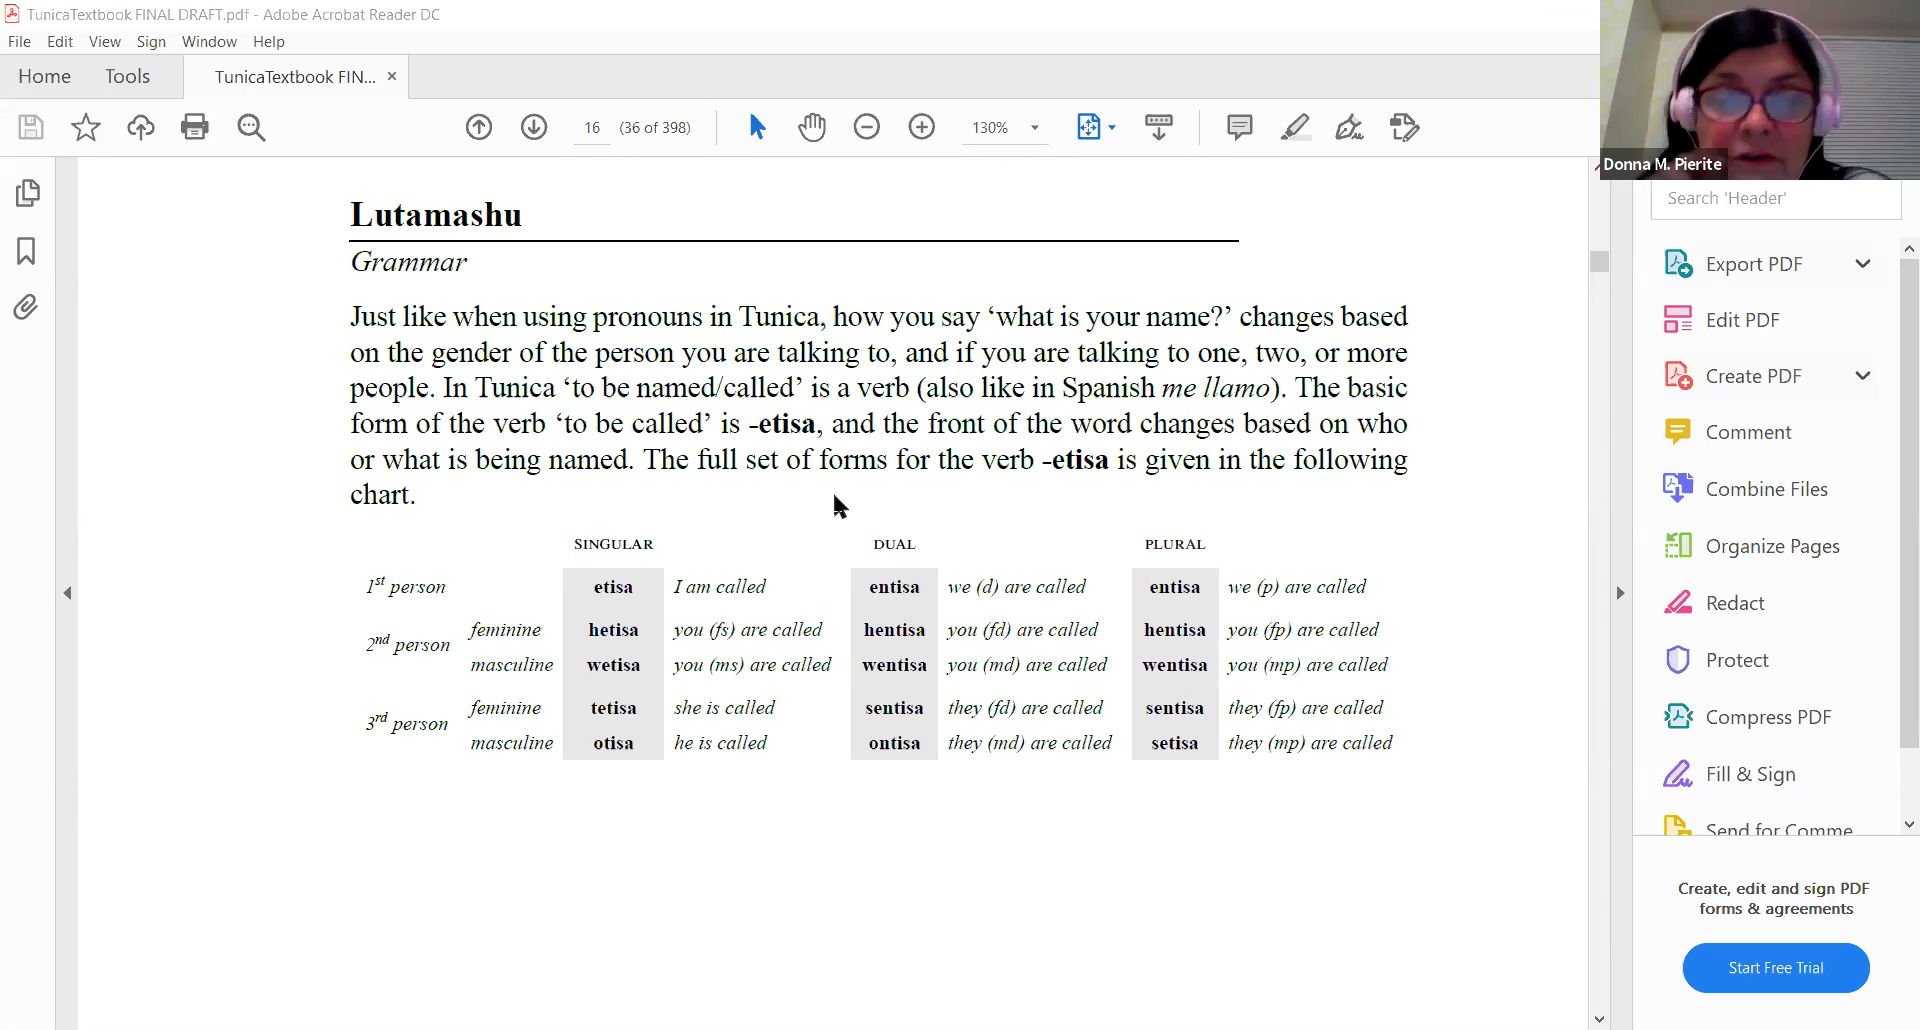 TunicaTextbook FINAL DRAFT.pdf - Adobe Acrobat Reader DC
File Edit View Sign Window Help
Home Tools TunicaTextbook FIN... ×
16 (36 of 398) 130%
Donna M. Pierite
Search 'Header'
Lutamashu
Grammar
Just like when using pronouns in Tunica, how you say ‘what is your name?’ changes based
on the gender of the person you are talking to, and if you are talking to one, two, or more
people. In Tunica ‘to be named/called’ is a verb (also like in Spanish me llamo). The basic
form of the verb ‘to be called’ is -etisa, and the front of the word changes based on who
or what is being named. The full set of forms for the verb -etisa is given in the following
chart.
SINGULAR DUAL PLURAL
1st person etisa I am called entisa we (d) are called entisa we (p) are called
2nd person
feminine hetisa you (fs) are called hentisa you (fd) are called hentisa you (fp) are called
masculine wetisa you (ms) are called wentisa you (md) are called wentisa you (mp) are called
3rd person
feminine tetisa she is called sentisa they (fd) are called sentisa they (fp) are called
masculine otisa he is called ontisa they (md) are called setisa they (mp) are called
Export PDF
Edit PDF
Create PDF
Comment
Combine Files
Organize Pages
Redact
Protect
Compress PDF
Fill & Sign
Send for Comme
Create, edit and sign PDF
forms & agreements
Start Free Trial